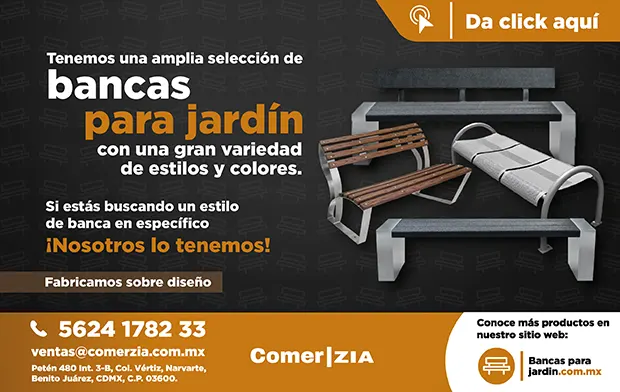 Da click aquí
Tenemos una amplia selección de
bancas
para jardín
con una gran variedad
de estilos y colores.
Si estás buscando un estilo
de banca en específico
¡Nosotros lo tenemos!
Fabricamos sobre diseño
5624 1782 33
ventas@comerzia.com.mx
Petén 480 Int. 3-B, Col. Vértiz, Narvarte,
Benito Juárez, CDMX, C.P. 03600.
Comer|ZIA
Conoce más productos en
nuestro sitio web:
Bancas para
jardin.com.mx